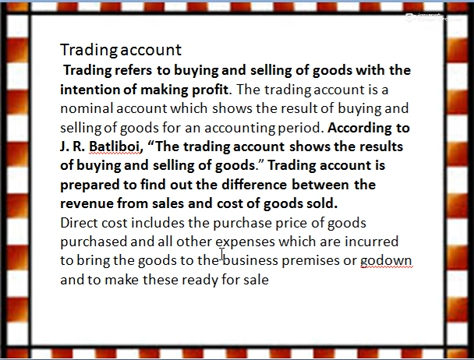 Trading account
Trading refers to buying and selling of goods with the
intention of making profit. The trading account is a
nominal account which shows the result of buying and
selling of goods for an accounting period. According to
J. R. Batliboi, “The trading account shows the results
of buying and selling of goods.” Trading account is
prepared to find out the difference between the
revenue from sales and cost of goods sold.
Direct cost includes the purchase price of goods
purchased and all other expenses which are incurred
to bring the goods to the business premises or godown
and to make these ready for sale